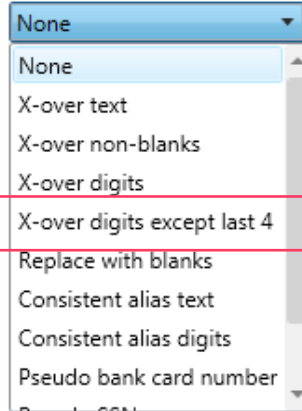 None
None
X-over text
X-over non-blanks
X-over digits
X-over digits except last 4
Replace with blanks
Consistent alias text
Consistent alias digits
Pseudo bank card number